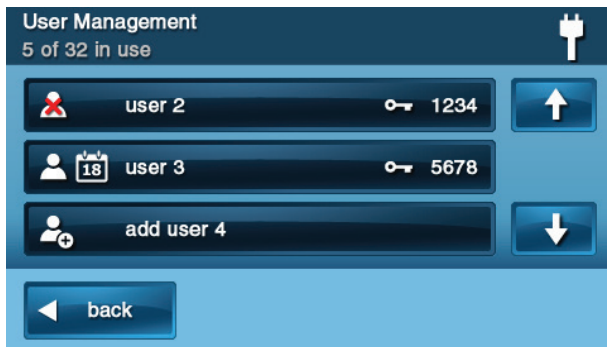 User Management
5 of 32 in use
user 2 1234
18 user 3 5678
add user 4
back